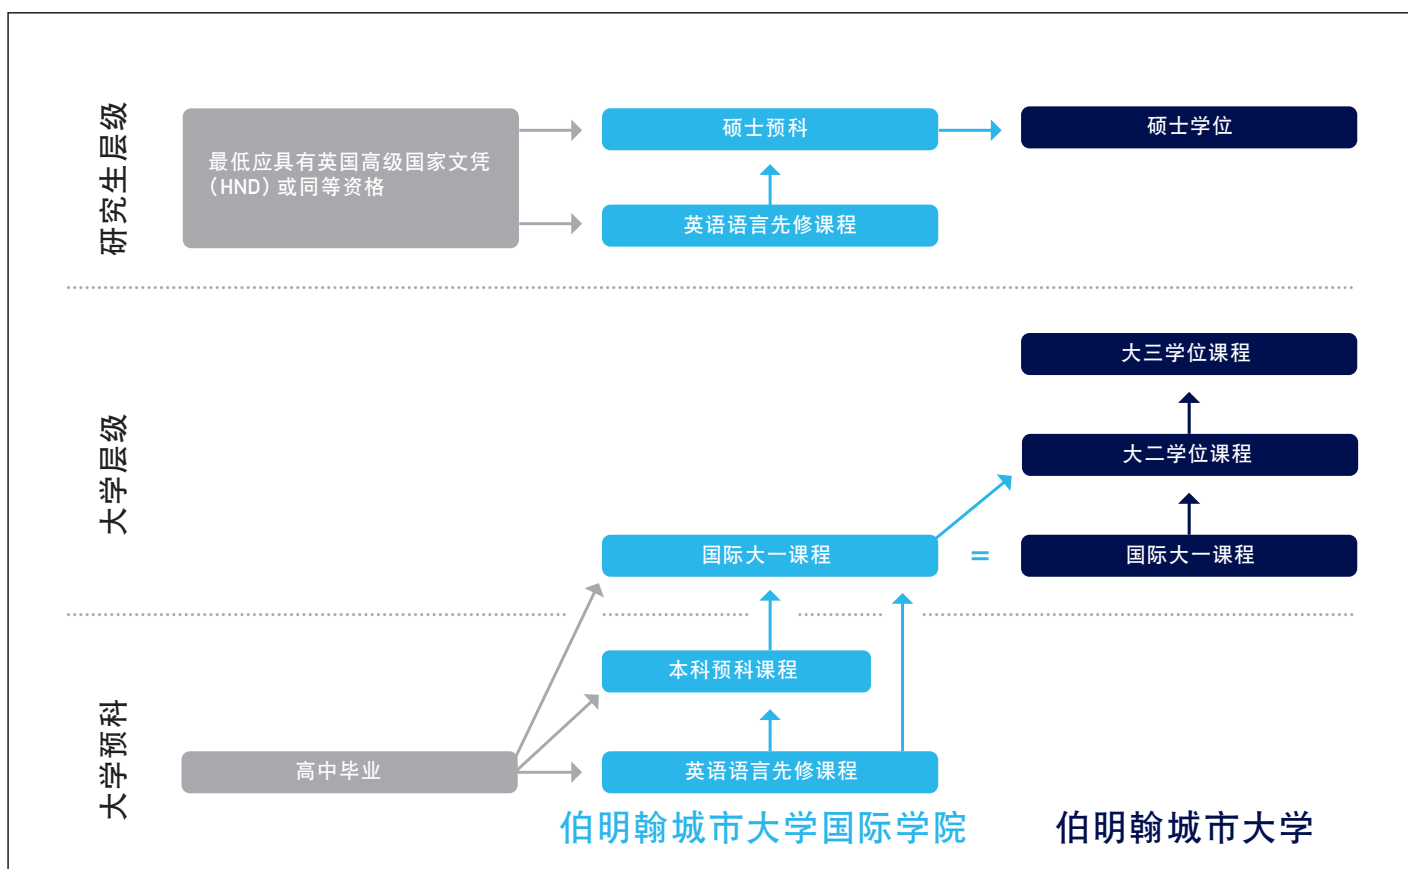 研究生层级
最低应具有英国高级国家文凭
(HND) 或同等资格
硕士预科
硕士学位
英语语言先修课程
大学层级
大三学位课程
大二学位课程
国际大一课程
=
国际大一课程
大学预科
本科预科课程
高中毕业
英语语言先修课程
伯明翰城市大学国际学院
伯明翰城市大学